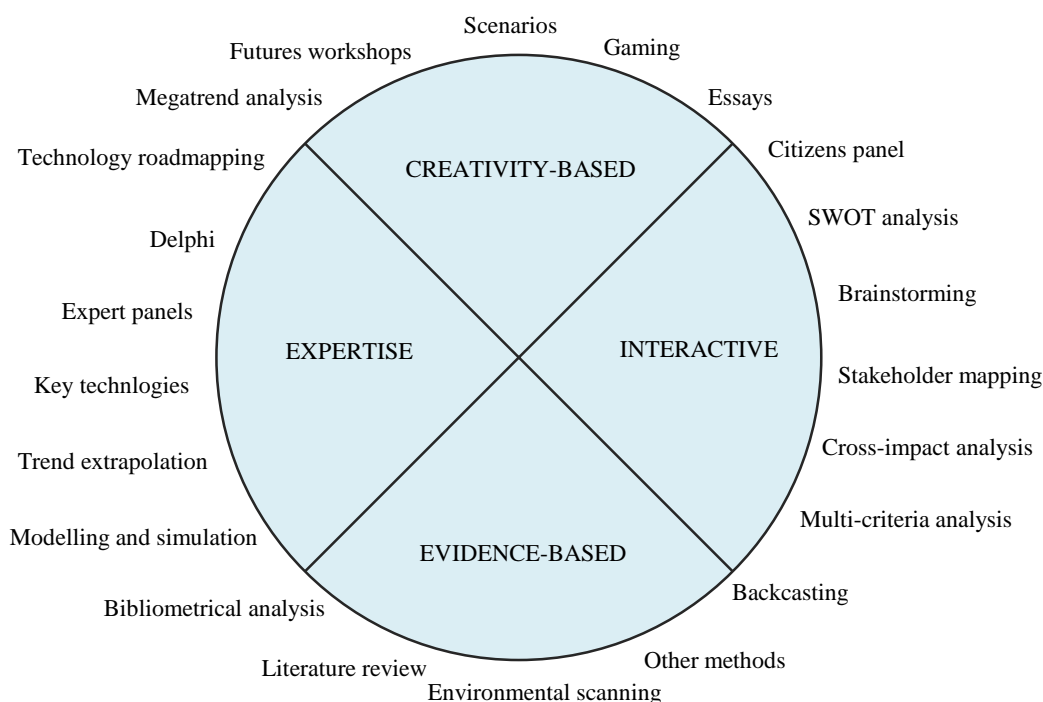 Scenarios
Gaming
Futures workshops
Essays
Megatrend analysis
Citizens panel
Technology roadmapping
CREATIVITY-BASED
SWOT analysis
Delphi
Brainstorming
Expert panels
EXPERTISE
INTERACTIVE
Stakeholder mapping
Key technlogies
Cross-impact analysis
Trend extrapolation
Multi-criteria analysis
Modelling and simulation
EVIDENCE-BASED
Backcasting
Bibliometrical analysis
Other methods
Literature review
Environmental scanning